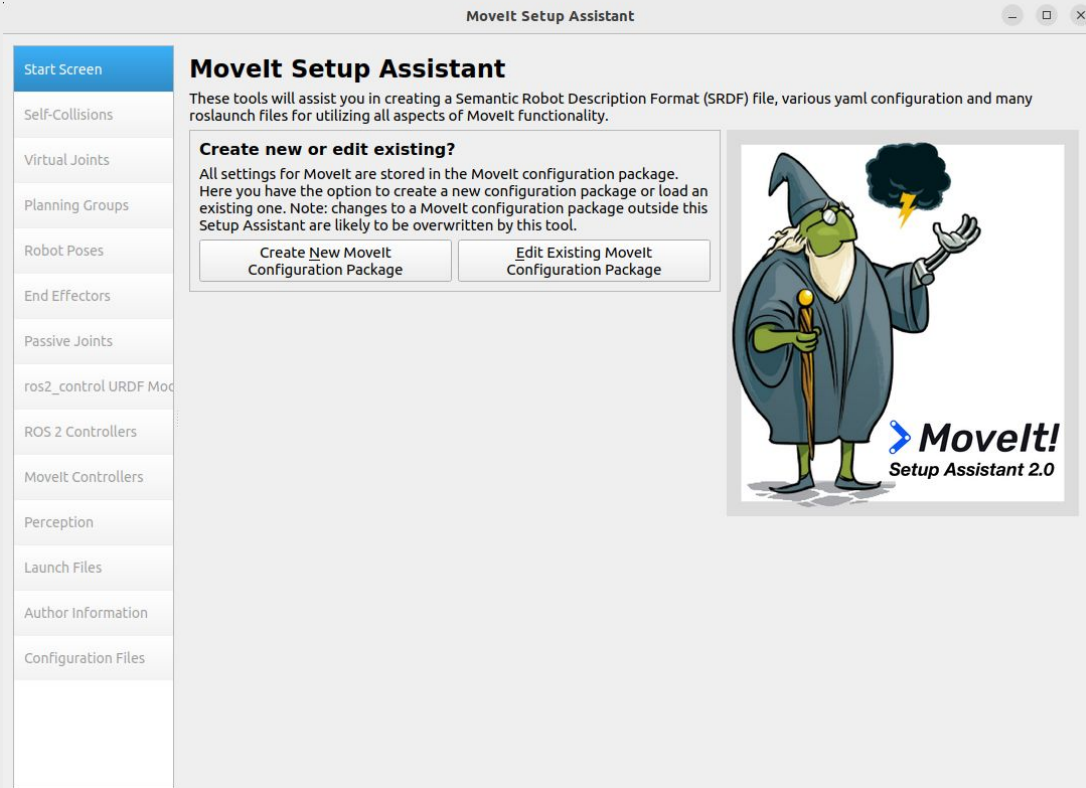 MoveIt Setup Assistant
Start Screen
Self-Collisions
Virtual Joints
Planning Groups
Robot Poses
End Effectors
Passive Joints
ros2_control URDF Moc
ROS 2 Controllers
MoveIt Controllers
Perception
Launch Files
Author Information
Configuration Files
MoveIt Setup Assistant
These tools will assist you in creating a Semantic Robot Description Format (SRDF) file, various yaml configuration and many
roslaunch files for utilizing all aspects of MoveIt functionality.
Create new or edit existing?
All settings for MoveIt are stored in the MoveIt configuration package.
Here you have the option to create a new configuration package or load an
existing one. Note: changes to a MoveIt configuration package outside this
Setup Assistant are likely to be overwritten by this tool.
Create New MoveIt
Configuration Package
Edit Existing MoveIt
Configuration Package
MoveIt!
Setup Assistant 2.0